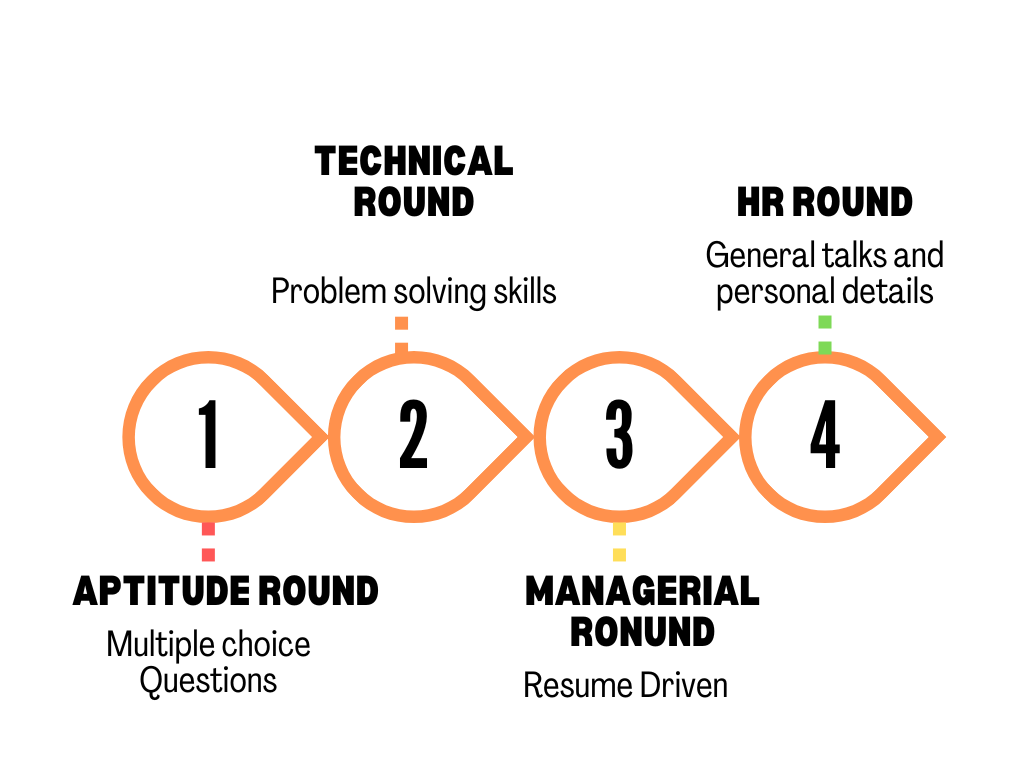 TECHNICAL
ROUND
Problem solving skills
HR ROUND
General talks and
personal details
1
2
3
4
APTITUDE ROUND
Multiple choice
Questions
MANAGERIAL
RONUND
Resume Driven